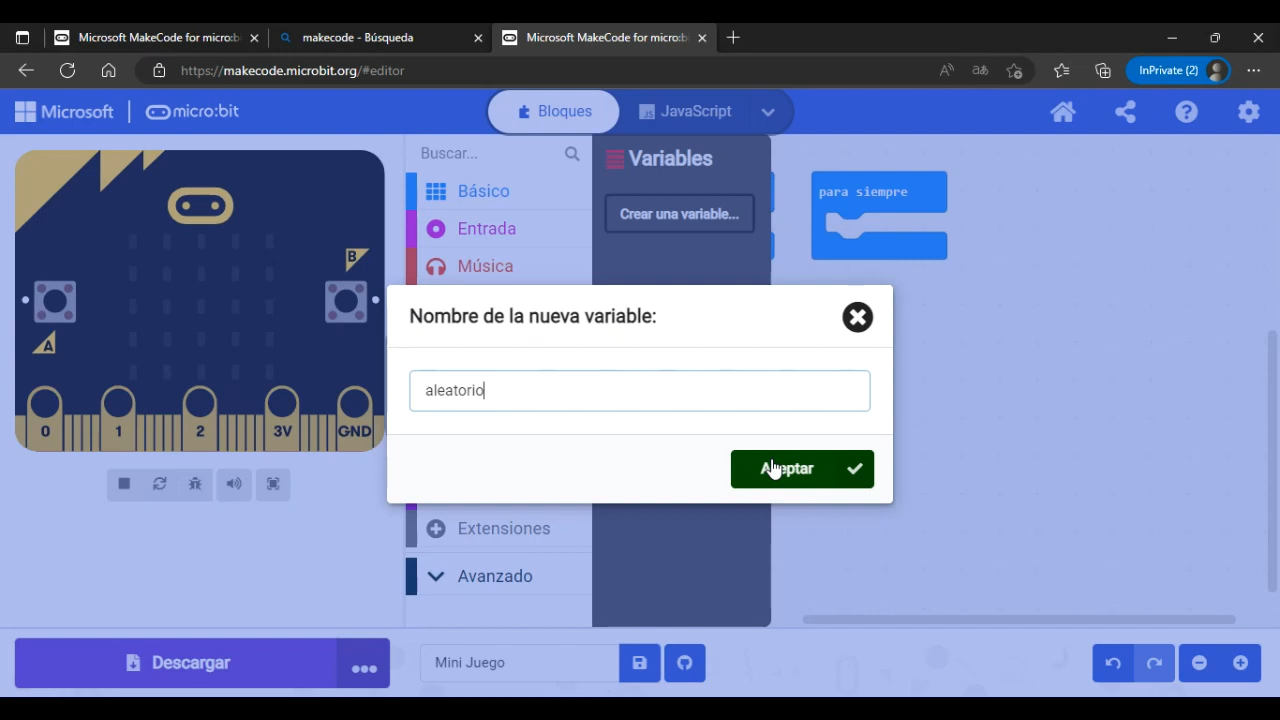 Microsoft MakeCode for micro:b
makecode - Búsqueda
Microsoft MakeCode for micro:b
https://makecode.microbit.org/#editor
InPrivate (2)
Microsoft
micro:bit
Bloques
JavaScript
Buscar...
Variables
Básico
Crear una variable...
para siempre
Entrada
Música
B
A
Nombre de la nueva variable:
aleatorio
Aceptar
0 1 2 3V GND
Extensiones
Avanzado
Descargar
Mini Juego